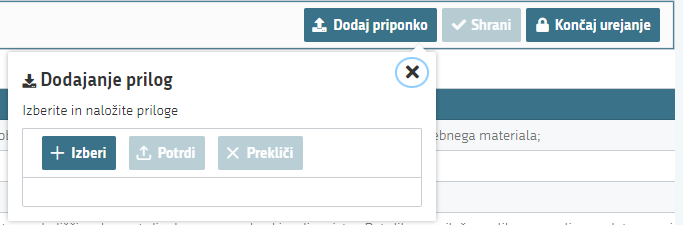 Dodaj priponko Shrani Končaj urejanje
Dodajanje prilog
Izberite in naložite priloge
ebnega materiala;
Izberi Potrdi Prekliči